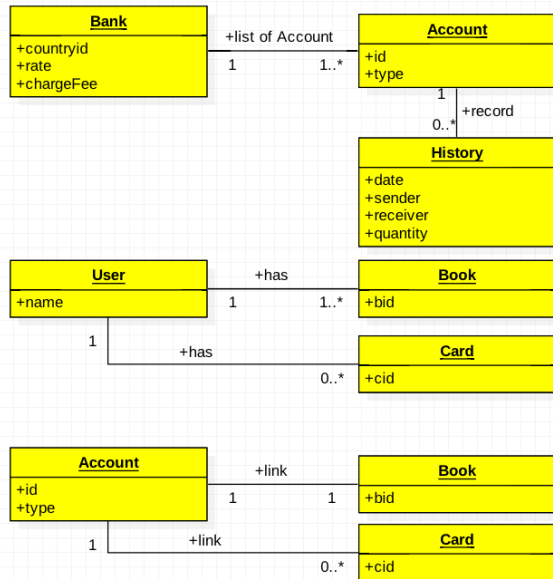 Bank
+countryid
+rate
+chargeFee
+list of Account
1
1..*
Account
+id
+type
1
+record
0..*
History
+date
+sender
+receiver
+quantity
User
+name
+has
1
1..*
Book
+bid
1
+has
0..*
Card
+cid
Account
+id
+type
+link
1
1
Book
+bid
1
+link
0..*
Card
+cid